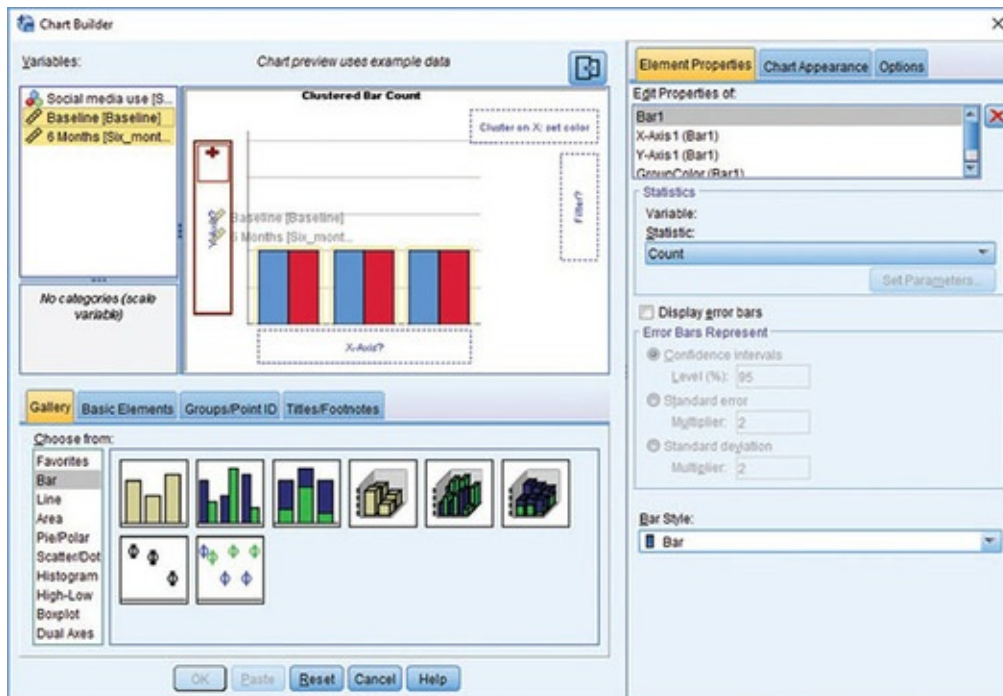 Chart Builder
Variables:
Chart preview uses example data
Social media use [S...
Baseline [Baseline]
6 Months [Six_mont...
No categories (scale
variable)
Clustered Bar Count
Cluster on X: set color
Filter?
Baseline [Baseline]
6 Months [Six_mont...
X-Axis?
Gallery
Basic Elements
Groups/Point ID
Titles/Footnotes
Choose from:
Favorites
Bar
Line
Area
Pie/Polar
Scatter/Dot
Histogram
High-Low
Boxplot
Dual Axes
OK
Paste
Reset
Cancel
Help
Element Properties
Chart Appearance
Options
Edit Properties of:
Bar1
X-Axis1 (Bar1)
Y-Axis1 (Bar1)
GroupColor (Bar1)
Statistics
Variable:
Statistic:
Count
Set Parameters...
Display error bars
Error Bars Represent
Confidence intervals
Level (%): 95
Standard error
Multiplier: 2
Standard deviation
Multiplier: 2
Bar Style:
Bar